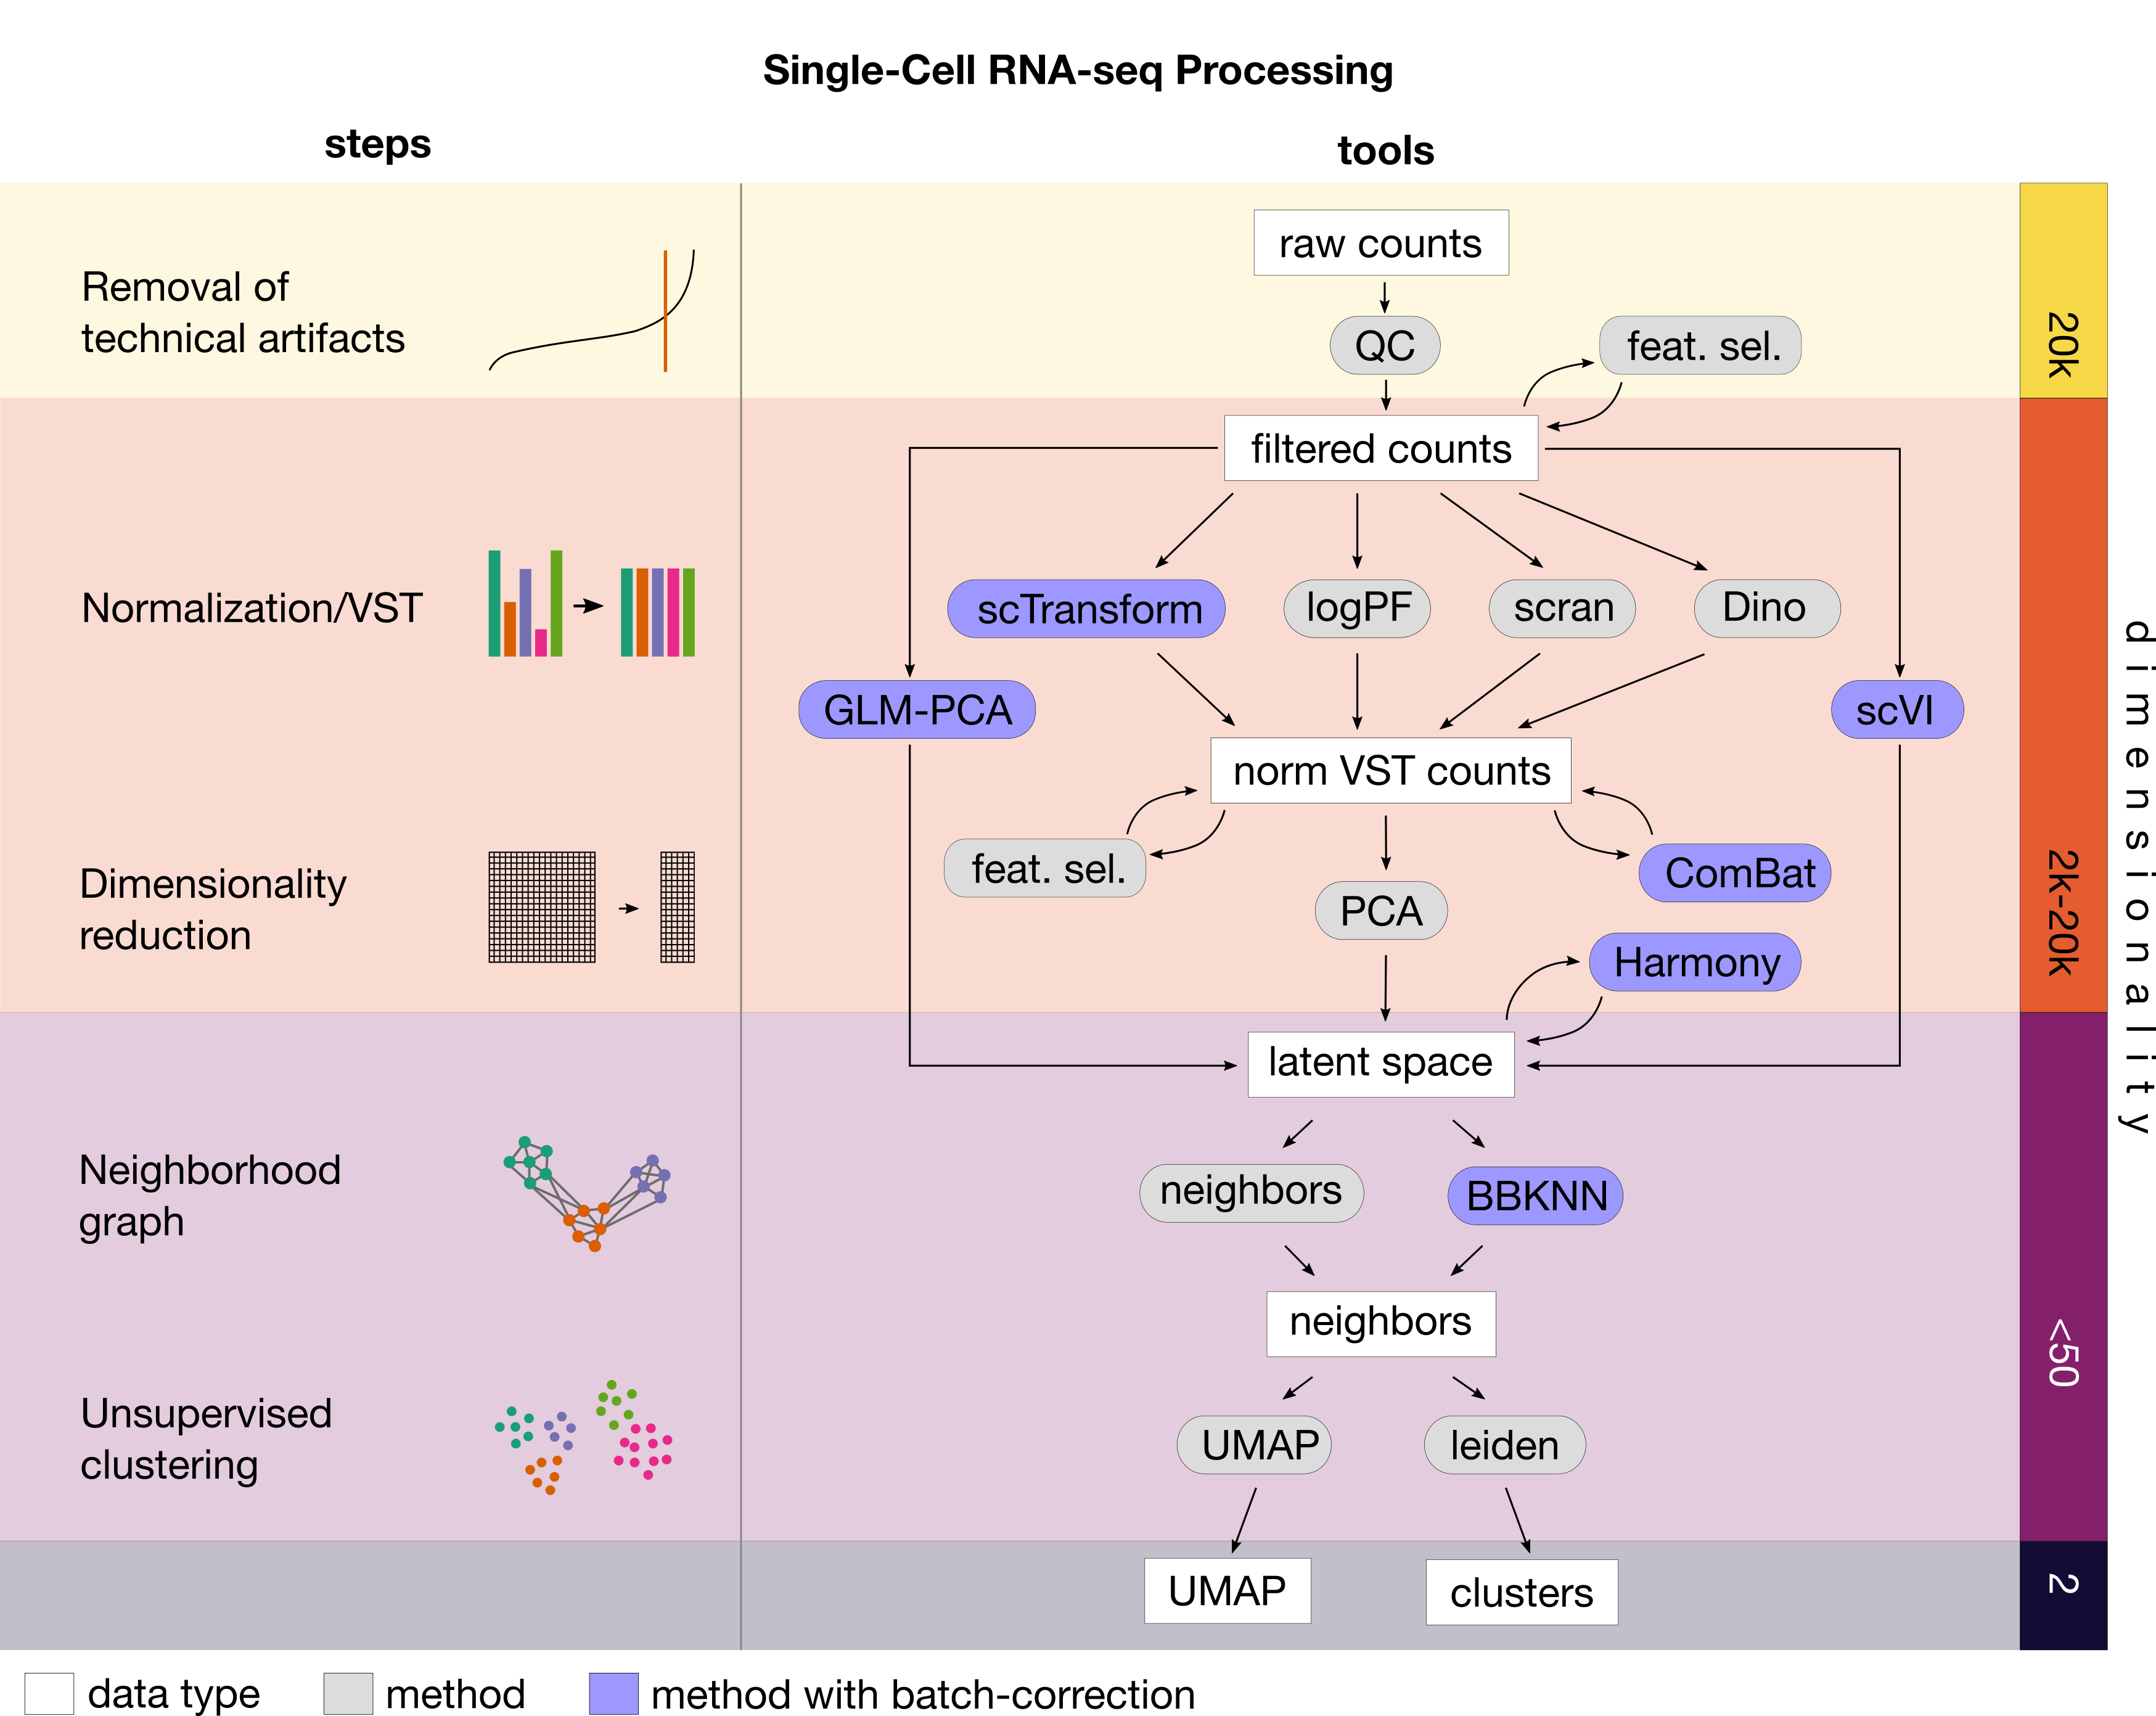 Single-Cell RNA-seq Processing
steps
tools
Removal of
technical artifacts
raw counts
QC
feat. sel.
20k
filtered counts
Normalization/VST
scTransform
logPF
scran
Dino
GLM-PCA
scVI
norm VST counts
Dimensionality
reduction
feat. sel.
PCA
ComBat
Harmony
2k-20k
dimensionality
latent space
Neighborhood
graph
neighbors
BBKNN
neighbors
<50
Unsupervised
clustering
UMAP
leiden
UMAP
clusters
2
data type
method
method with batch-correction